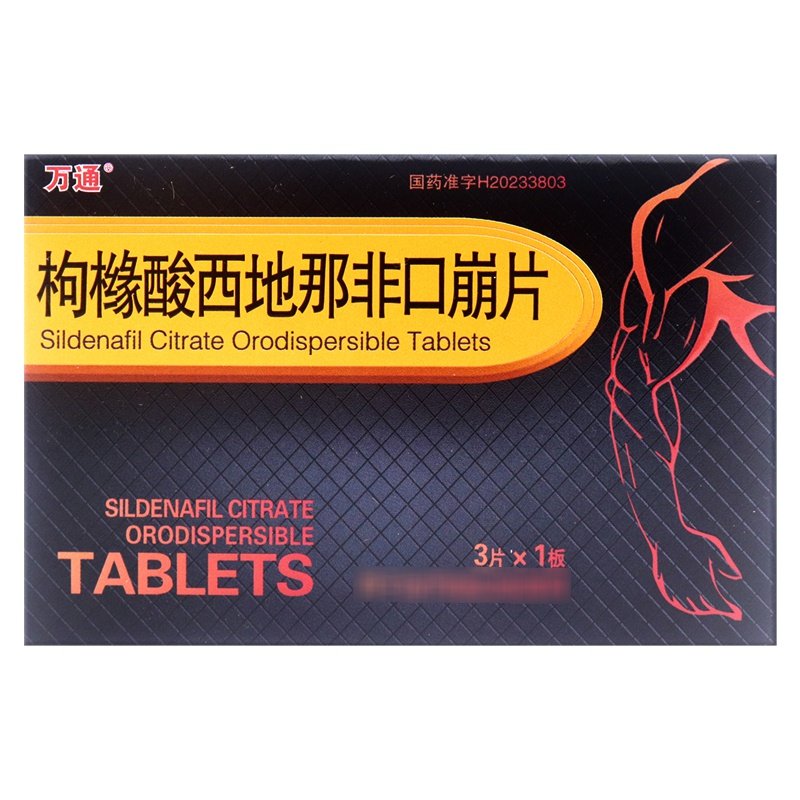 万通®
国药准字H20233803
枸橼酸西地那非口崩片
Sildenafil Citrate Orodispersible Tablets
SILDENAFIL CITRATE
ORODISPERSIBLE
TABLETS
3片×1板